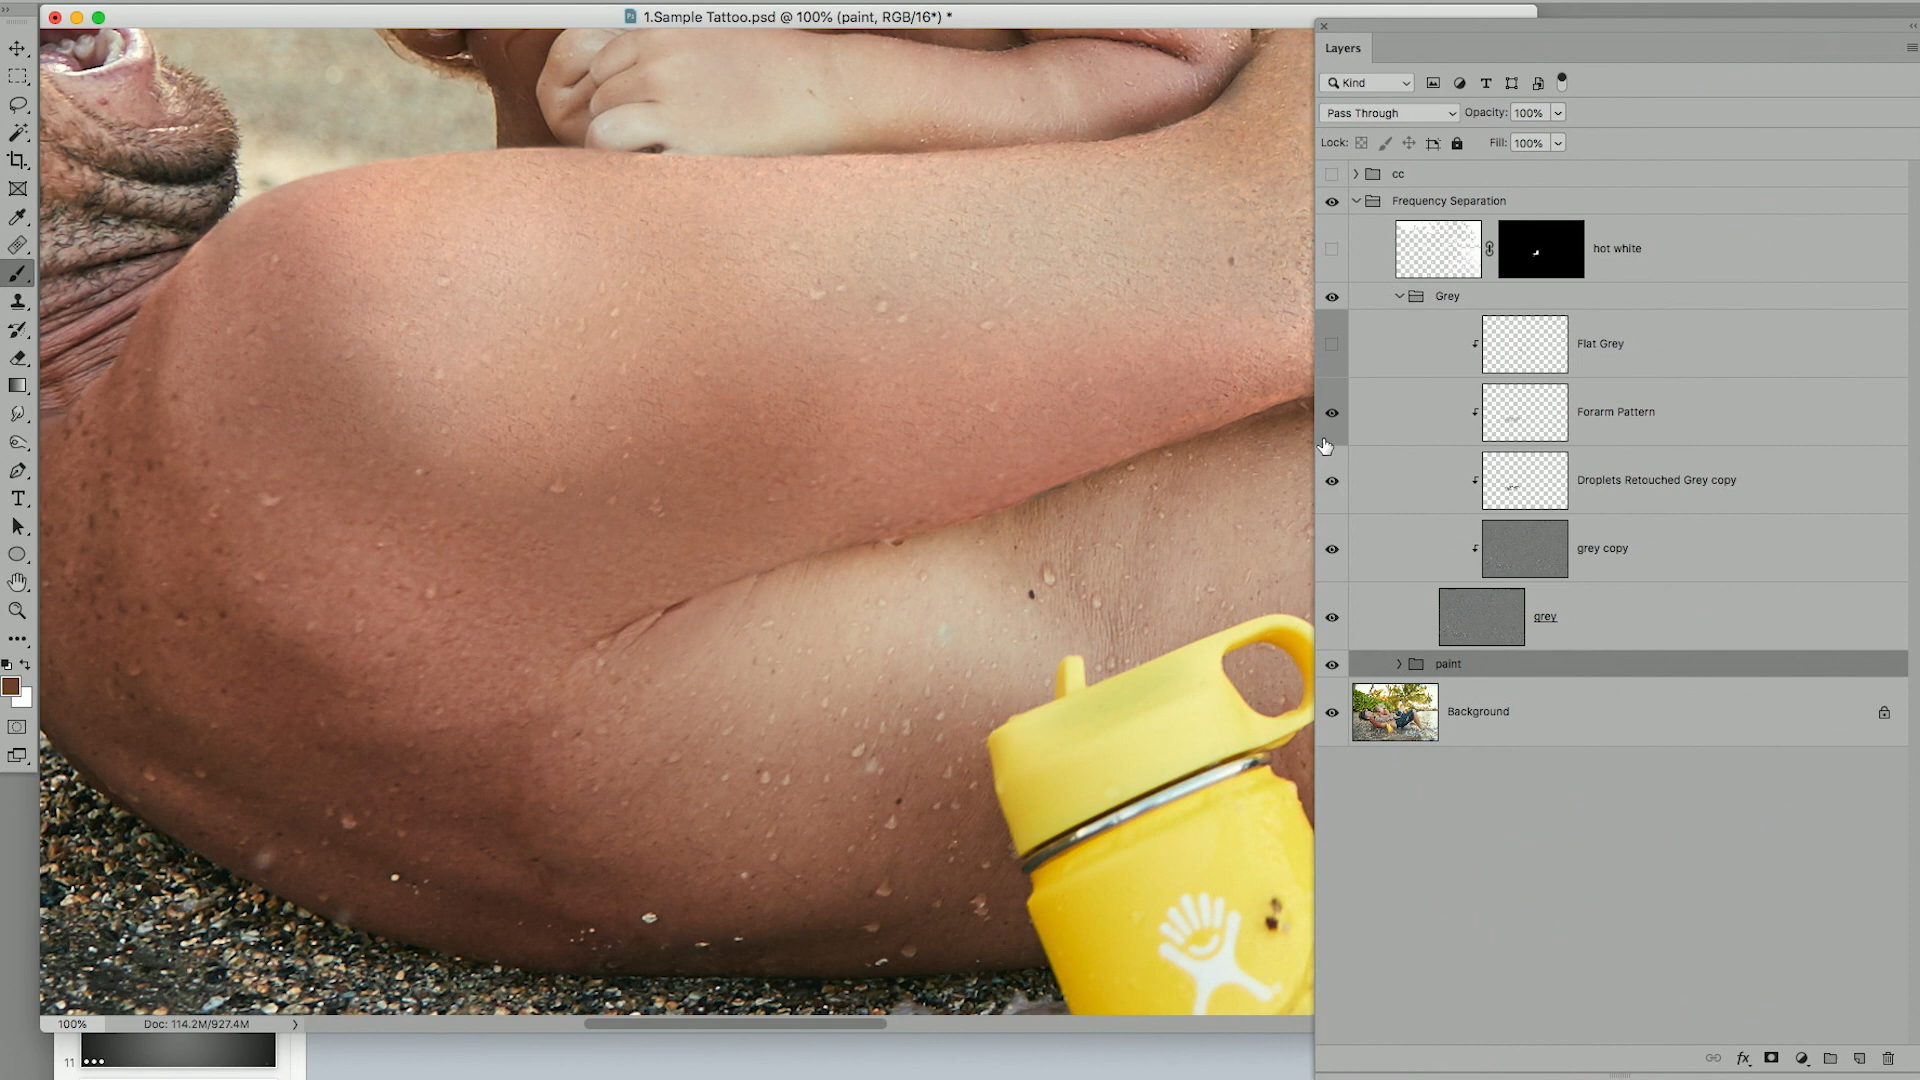 1.Sample Tattoo.psd @ 100% (paint, RGB/16*) *
Layers
Kind
Pass Through
Opacity: 100%
Lock:
Fill: 100%
cc
Frequency Separation
hot white
Grey
Flat Grey
Forarm Pattern
Droplets Retouched Grey copy
grey copy
grey
paint
Background
100%
Doc: 114.2M/927.4M
11